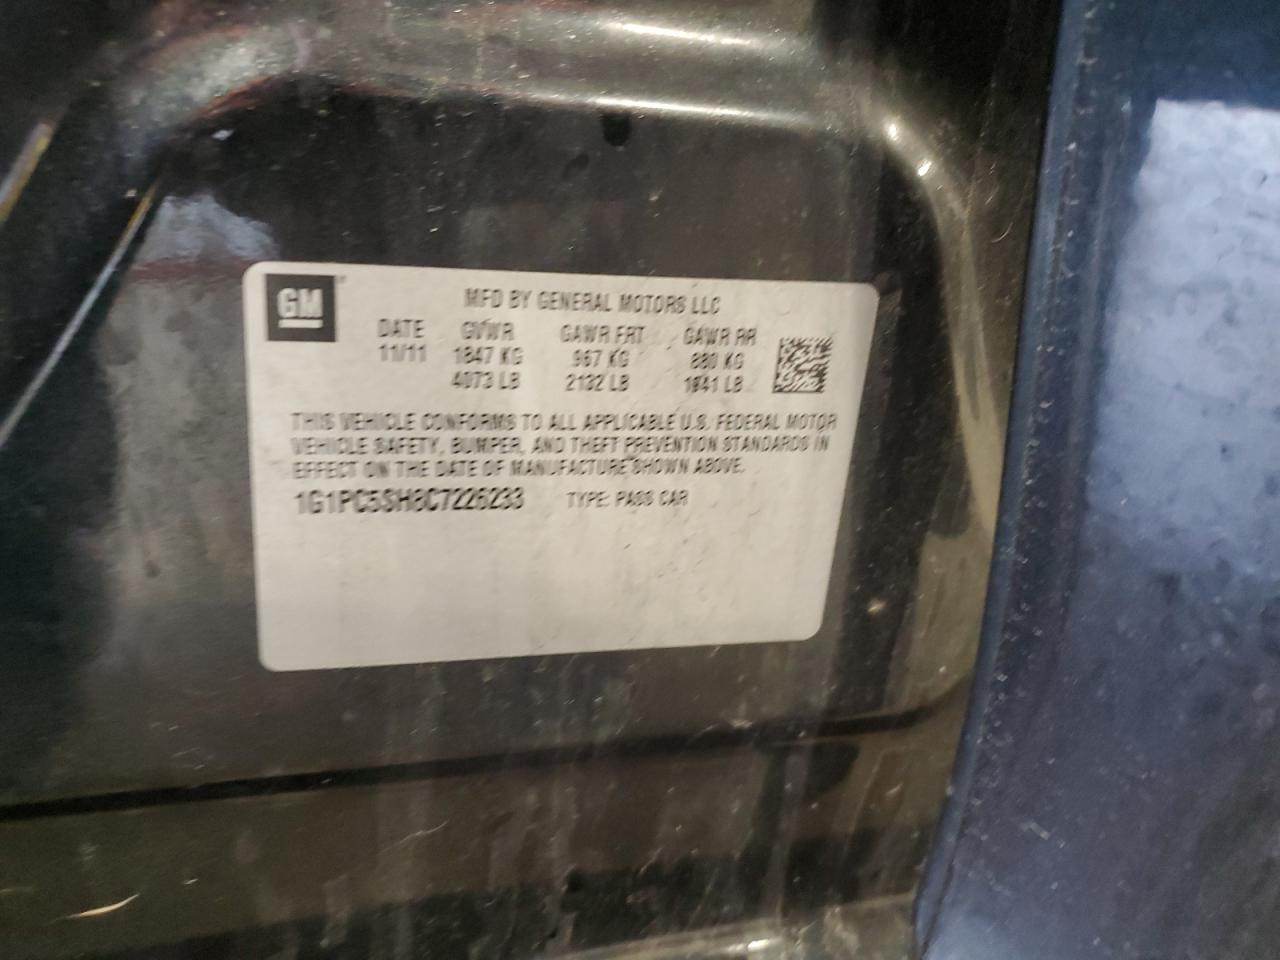 GM
MFD BY GENERAL MOTORS LLC
DATE GVWR GAWR FRT GAWR RR
11/11 1847 KG 967 KG 880 KG
4073 LB 2132 LB 1941 LB
THIS VEHICLE CONFORMS TO ALL APPLICABLE U.S. FEDERAL MOTOR
VEHICLE SAFETY, BUMPER, AND THEFT PREVENTION STANDARDS IN
EFFECT ON THE DATE OF MANUFACTURE SHOWN ABOVE.
1G1PC5SH8C7226233 TYPE: PASS CAR